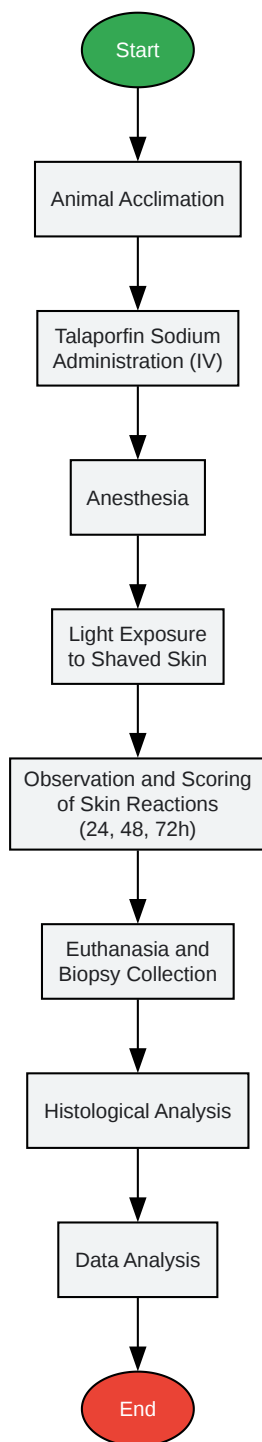 Start
Animal Acclimation
Talaporfin Sodium
Administration (IV)
Anesthesia
Light Exposure
to Shaved Skin
Observation and Scoring
of Skin Reactions
(24, 48, 72h)
Euthanasia and
Biopsy Collection
Histological Analysis
Data Analysis
End